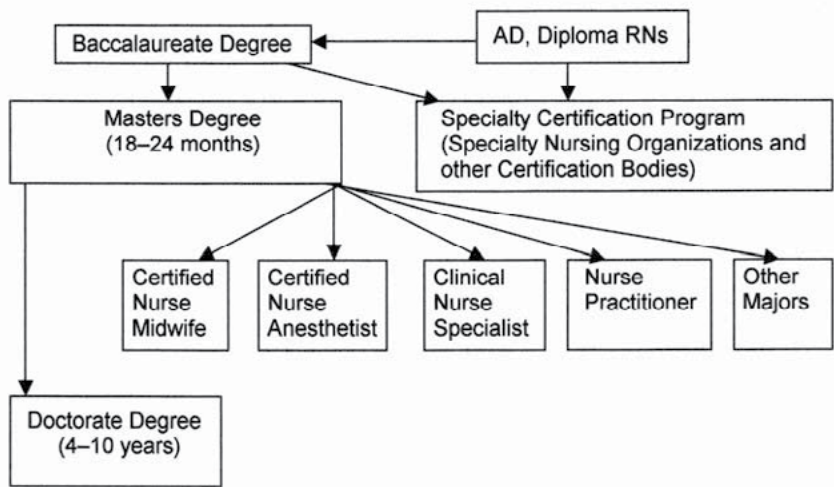 Baccalaureate Degree
AD, Diploma RNs
Masters Degree
(18–24 months)
Specialty Certification Program
(Specialty Nursing Organizations and
other Certification Bodies)
Certified
Nurse
Midwife
Certified
Nurse
Anesthetist
Clinical
Nurse
Specialist
Nurse
Practitioner
Other
Majors
Doctorate Degree
(4–10 years)